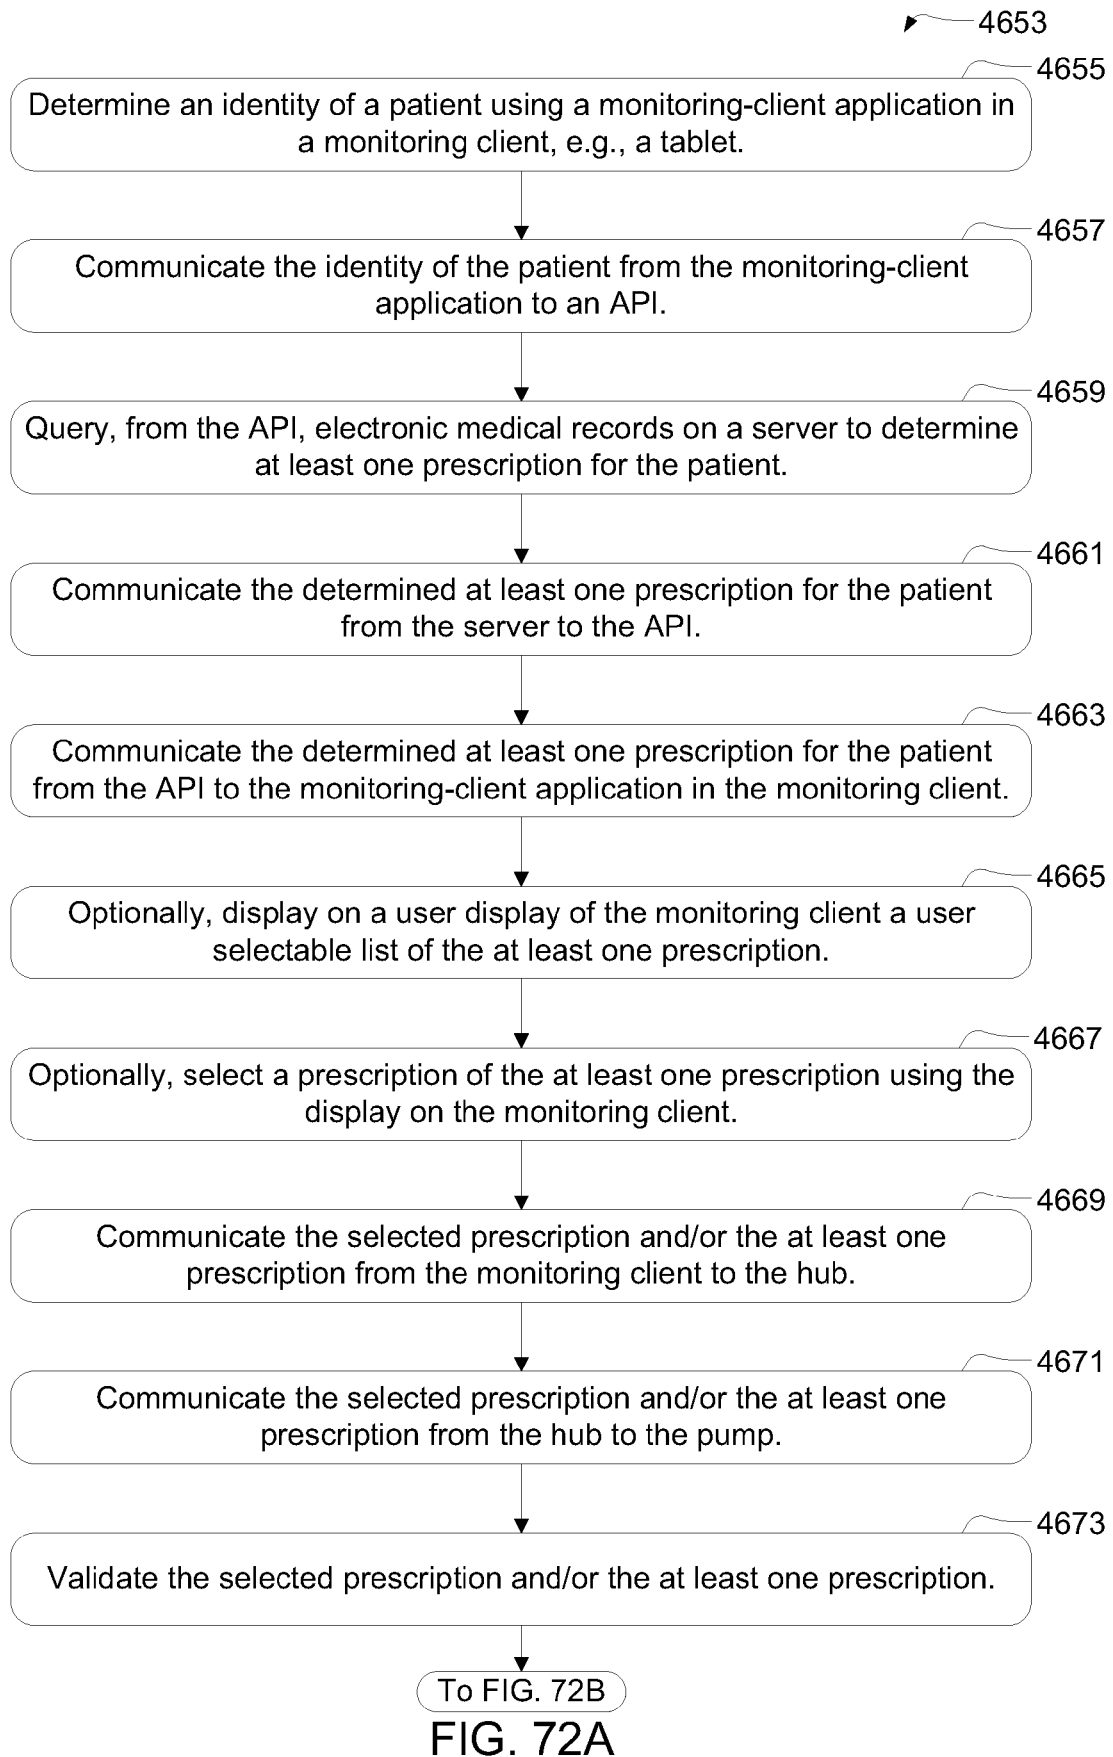 4653
4655
Determine an identity of a patient using a monitoring-client application in
a monitoring client, e.g., a tablet.
4657
Communicate the identity of the patient from the monitoring-client
application to an API.
4659
Query, from the API, electronic medical records on a server to determine
at least one prescription for the patient.
4661
Communicate the determined at least one prescription for the patient
from the server to the API.
4663
Communicate the determined at least one prescription for the patient
from the API to the monitoring-client application in the monitoring client.
4665
Optionally, display on a user display of the monitoring client a user
selectable list of the at least one prescription.
4667
Optionally, select a prescription of the at least one prescription using the
display on the monitoring client.
4669
Communicate the selected prescription and/or the at least one
prescription from the monitoring client to the hub.
4671
Communicate the selected prescription and/or the at least one
prescription from the hub to the pump.
4673
Validate the selected prescription and/or the at least one prescription.
To FIG. 72B
FIG. 72A